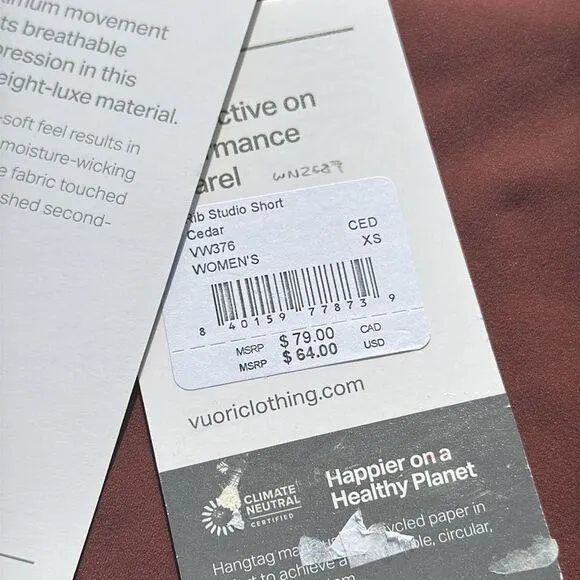 movement
ts breathable
pression in this
eight-luxe material.
-soft feel results in
moisture-wicking
e fabric touched
shed second-
ctive on
mance
arel
WN2687
Rib Studio Short
Cedar CED
VW376 XS
WOMEN'S
8 40159 77873 9
MSRP $79.00 CAD
MSRP $64.00 USD
vuoriclothing.com
CLIMATE
NEUTRAL
CERTIFIED
Happier on a
Healthy Planet
Hangtag ycled paper in
to achieve a circular,